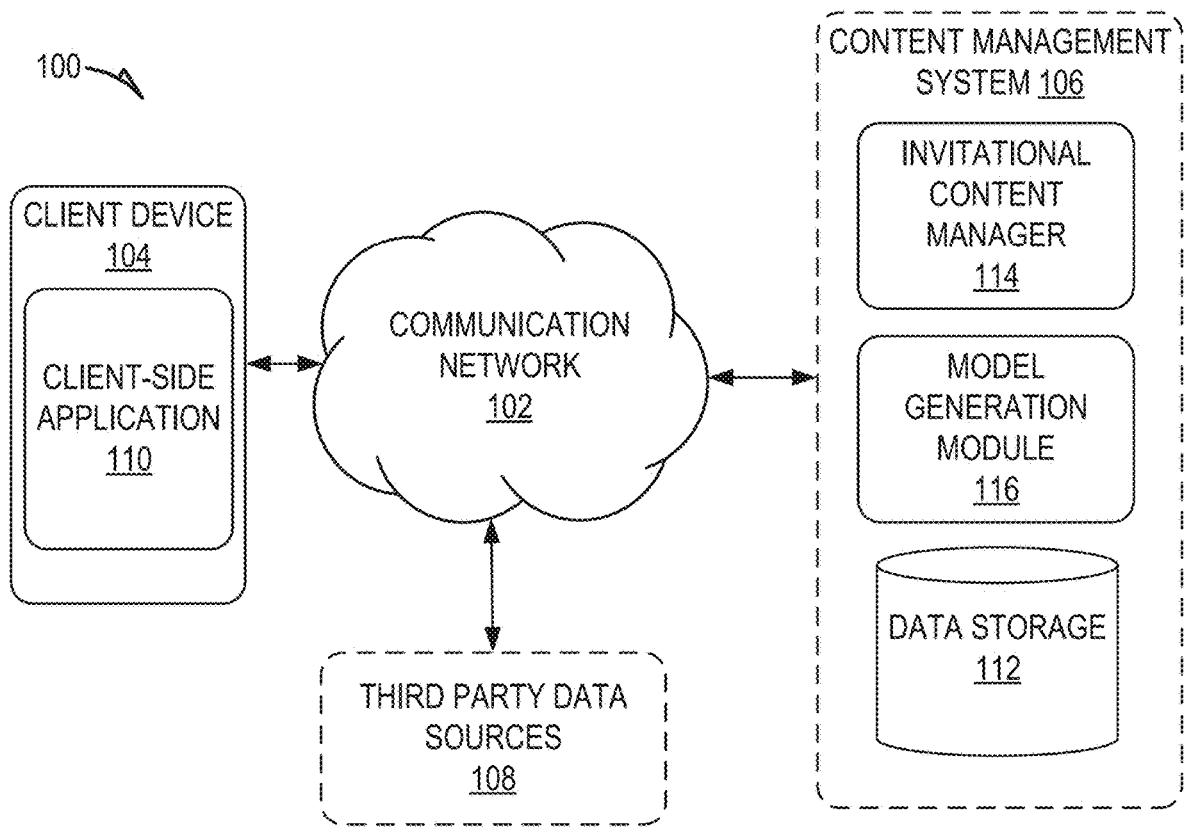 100
CLIENT DEVICE
104
CLIENT-SIDE
APPLICATION
110
COMMUNICATION
NETWORK
102
THIRD PARTY DATA
SOURCES
108
CONTENT MANAGEMENT
SYSTEM 106
INVITATIONAL
CONTENT
MANAGER
114
MODEL
GENERATION
MODULE
116
DATA STORAGE
112